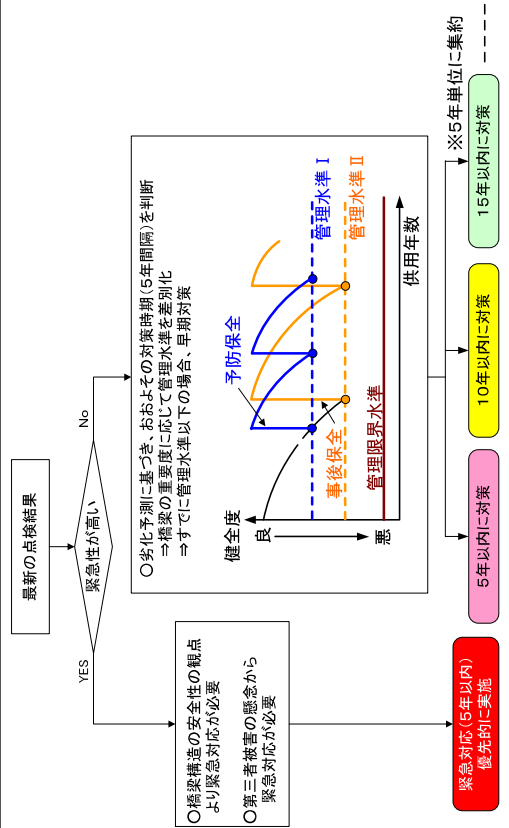 最新の点検結果
緊急性が高い
YES
No
○橋梁構造の安全性の観点
より緊急対応が必要
○第三者被害の懸念から
緊急対応が必要
○劣化予測に基づき、おおよその対策時期(5年間隔)を判断
⇒橋梁の重要度に応じて管理水準を差別化
⇒すでに管理水準以下の場合、早期対策
健全度
良
悪
予防保全
事後保全
管理水準Ⅰ
管理水準Ⅱ
管理限界水準
供用年数
※5年単位に集約
緊急対応(5年以内)
優先的に実施
5年以内に対策
10年以内に対策
15年以内に対策